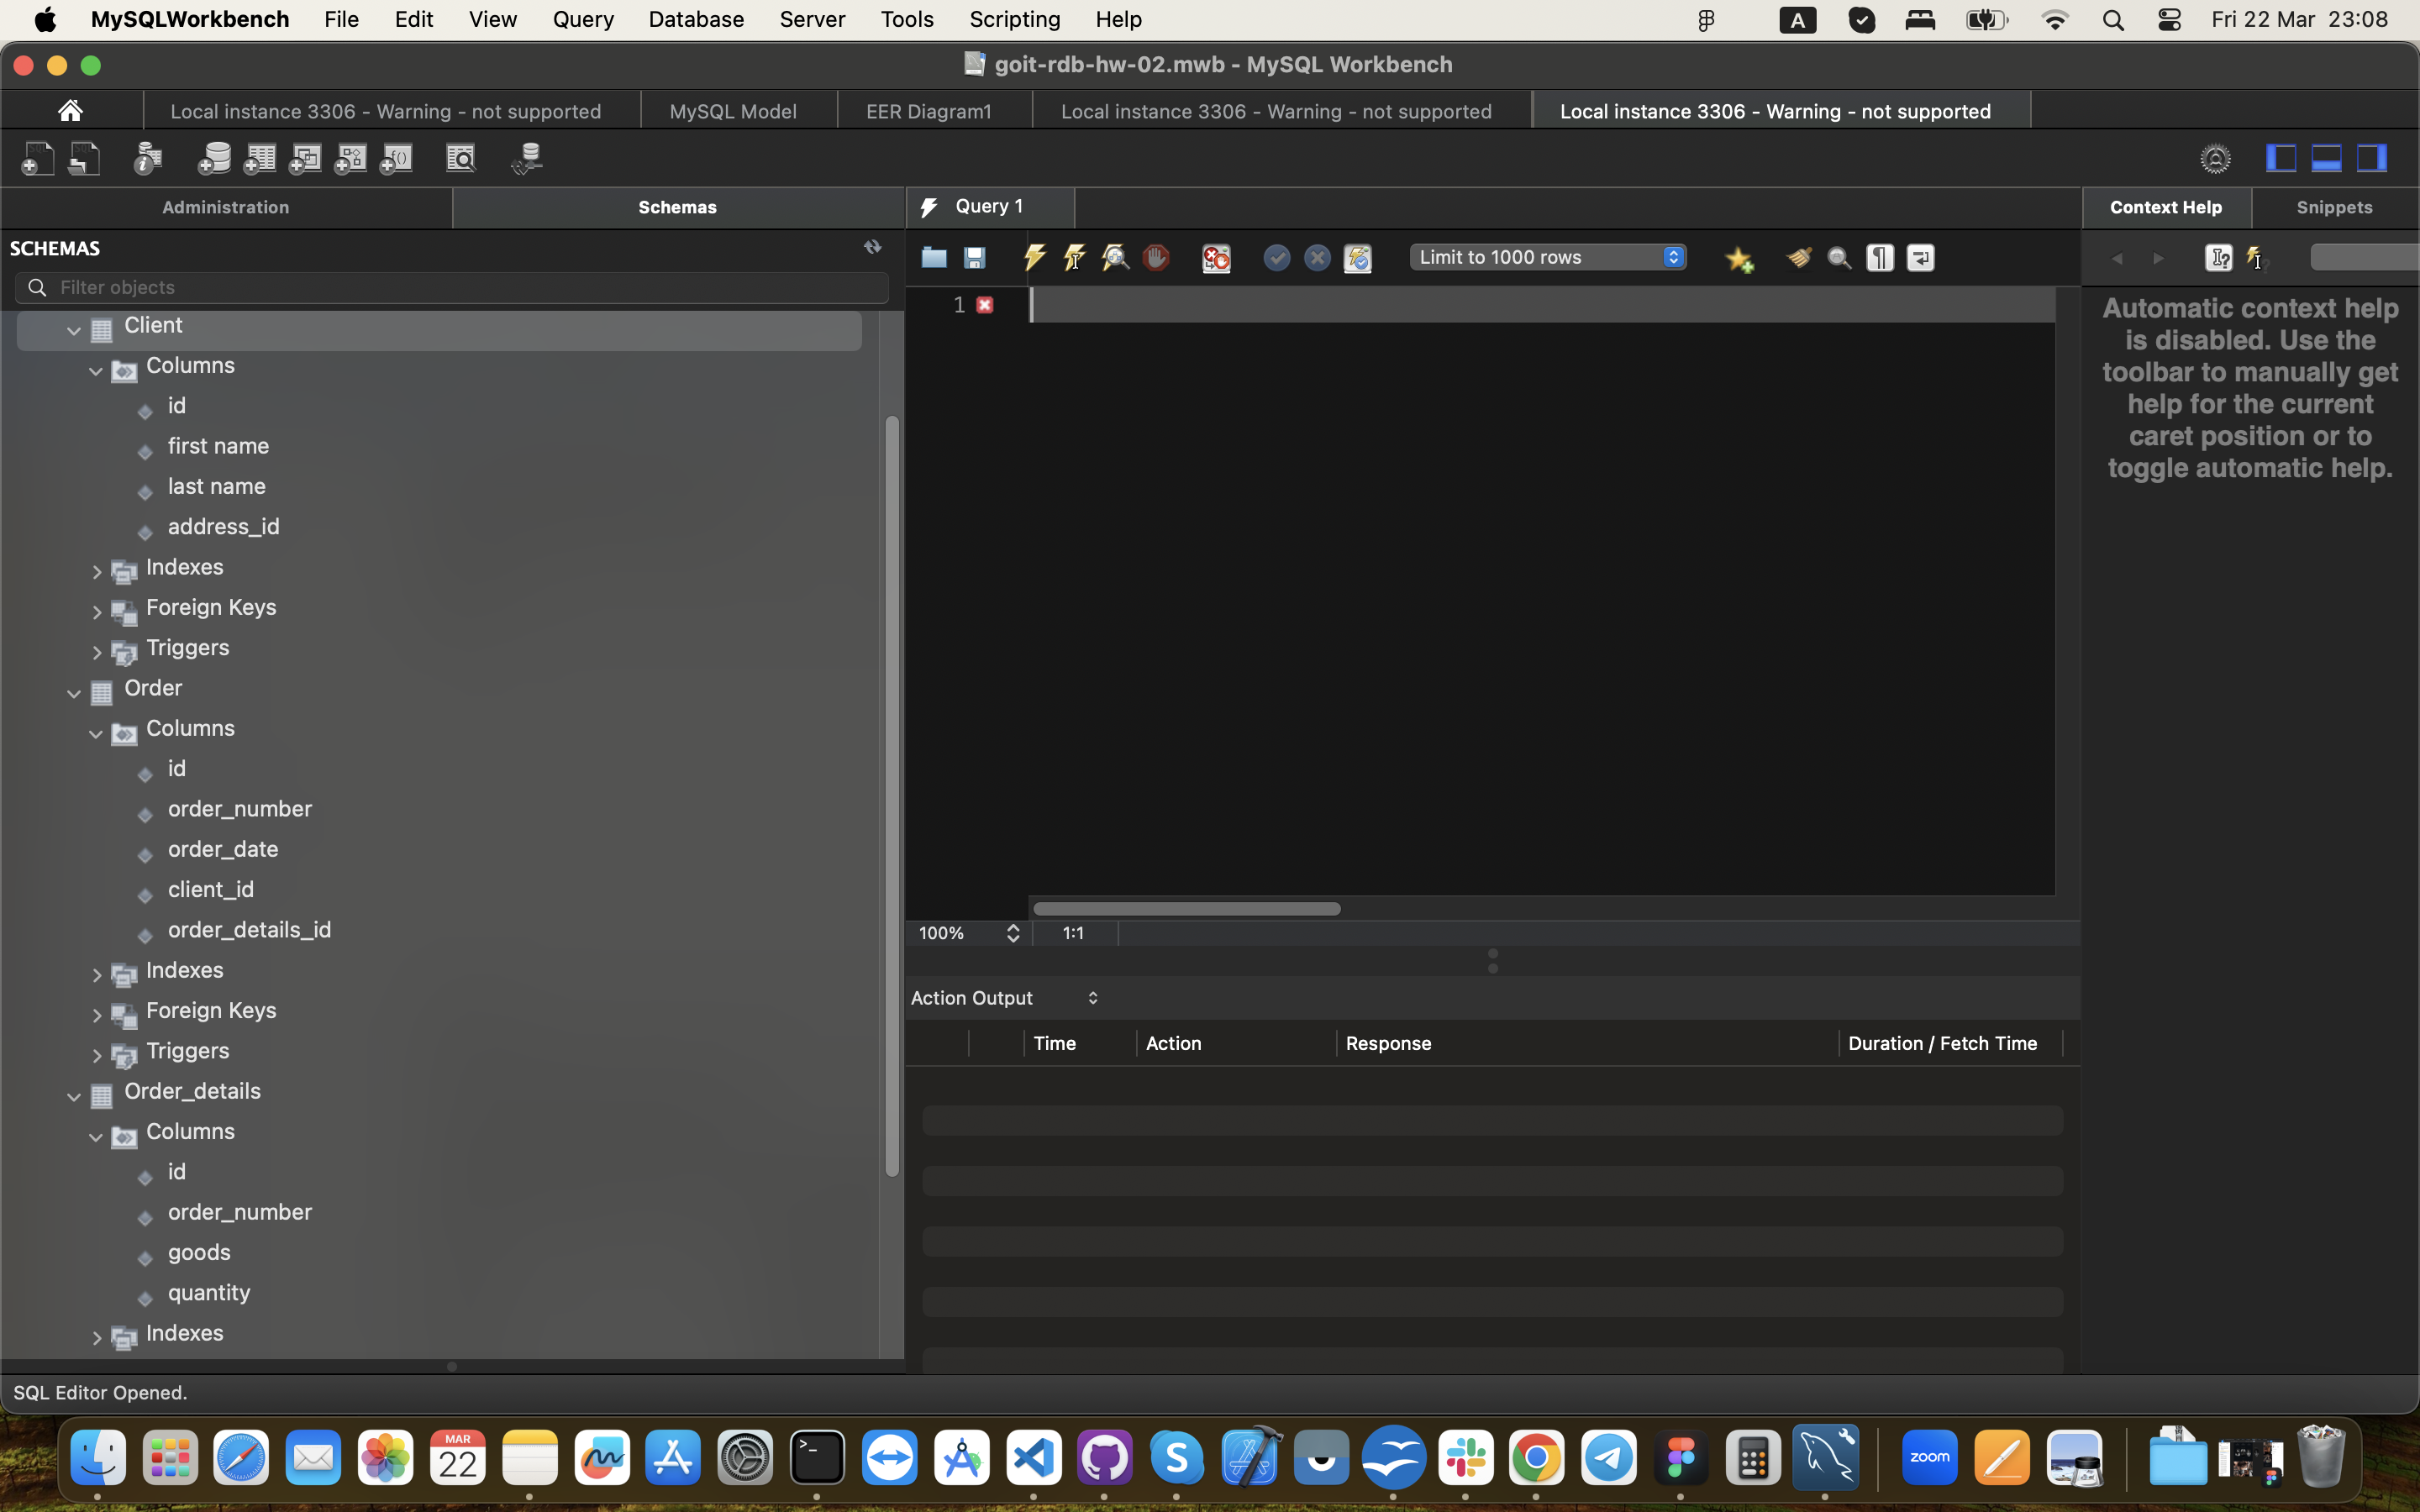 MySQLWorkbench File Edit View Query Database Server Tools Scripting Help A Fri 22 Mar 23:08
goit-rdb-hw-02.mwb - MySQL Workbench
Local instance 3306 - Warning - not supported MySQL Model EER Diagram1 Local instance 3306 - Warning - not supported Local instance 3306 - Warning - not supported
Administration Schemas Query 1 Context Help Snippets
SCHEMAS
Filter objects
Limit to 1000 rows
1
Client
Columns
id
first name
last name
address_id
Indexes
Foreign Keys
Triggers
Order
Columns
id
order_number
order_date
client_id
order_details_id
Indexes
Foreign Keys
Triggers
Order_details
Columns
id
order_number
goods
quantity
Indexes
Automatic context help
is disabled. Use the
toolbar to manually get
help for the current
caret position or to
toggle automatic help.
100% 1:1
Action Output
Time Action Response Duration / Fetch Time
SQL Editor Opened.
MAR
22
zoom